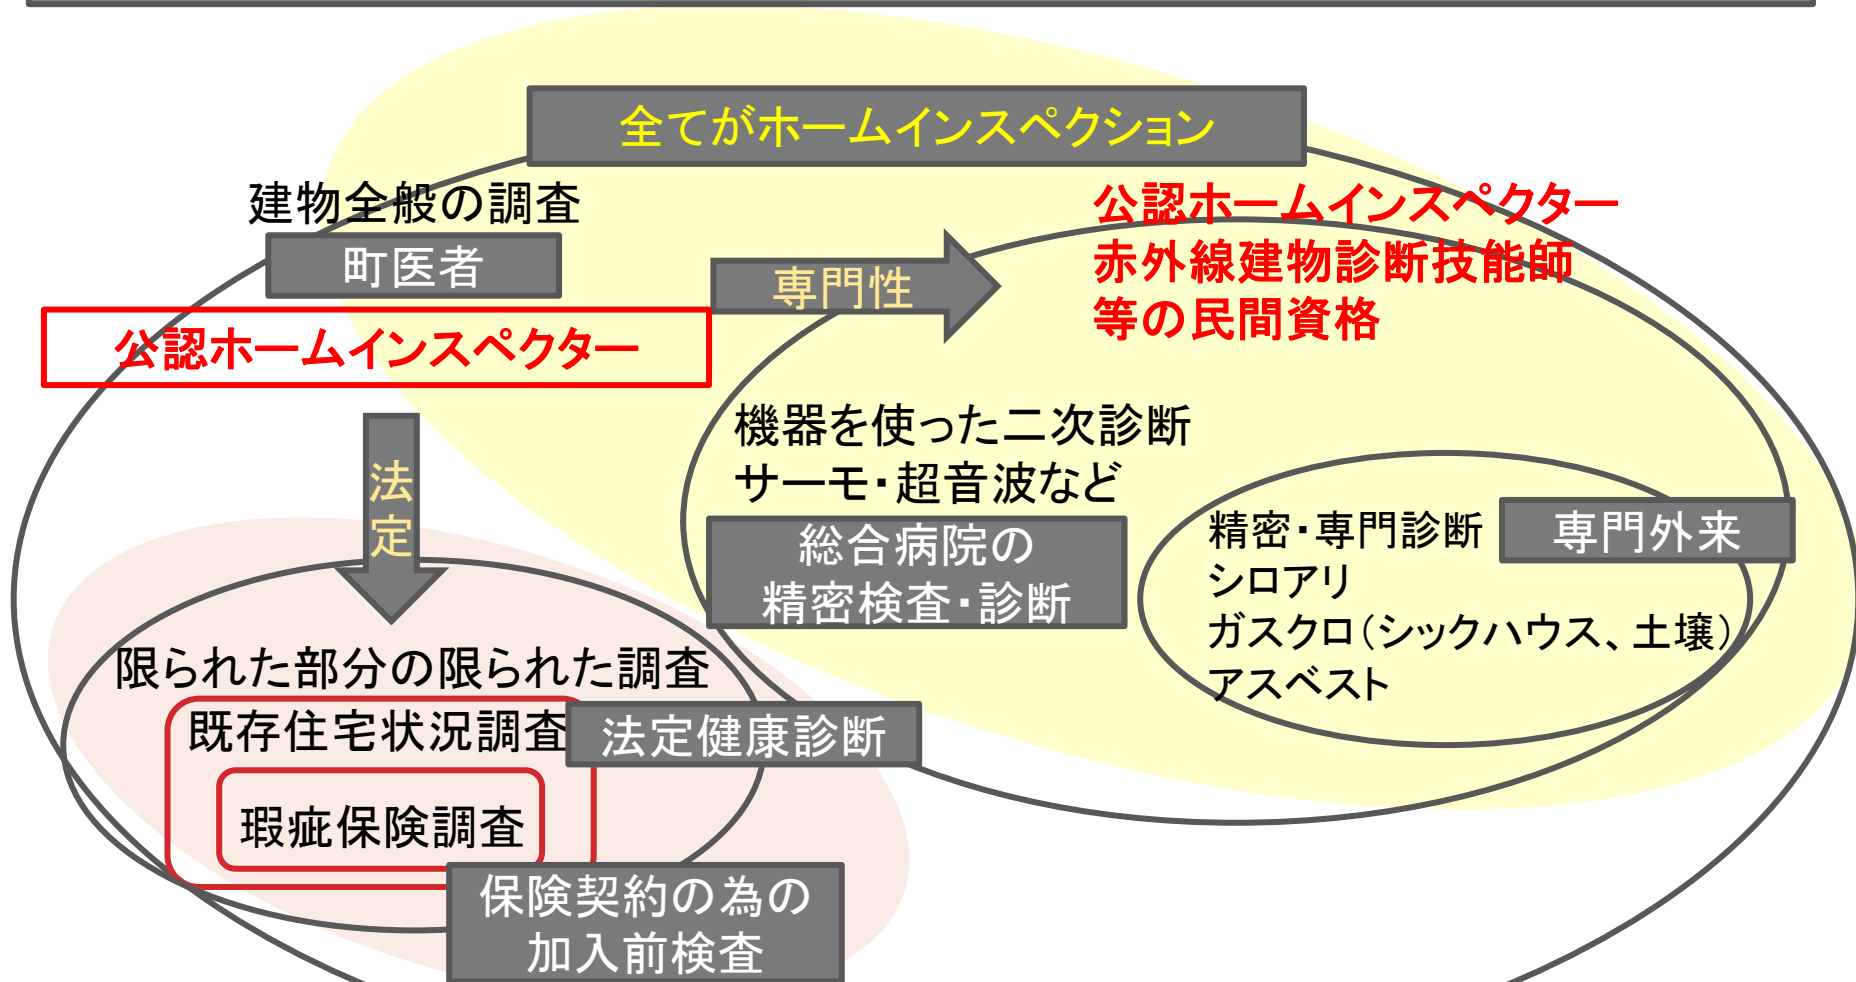 全てがホームインスペクション
建物全般の調査
町医者
公認ホームインスペクター
専門性
公認ホームインスペクター
赤外線建物診断技能師
等の民間資格
法定
機器を使った二次診断
サーモ・超音波など
総合病院の
精密検査・診断
精密・専門診断
専門外来
シロアリ
ガスクロ(シックハウス、土壌)
アスベスト
限られた部分の限られた調査
既存住宅状況調査
法定健康診断
瑕疵保険調査
保険契約の為の
加入前検査